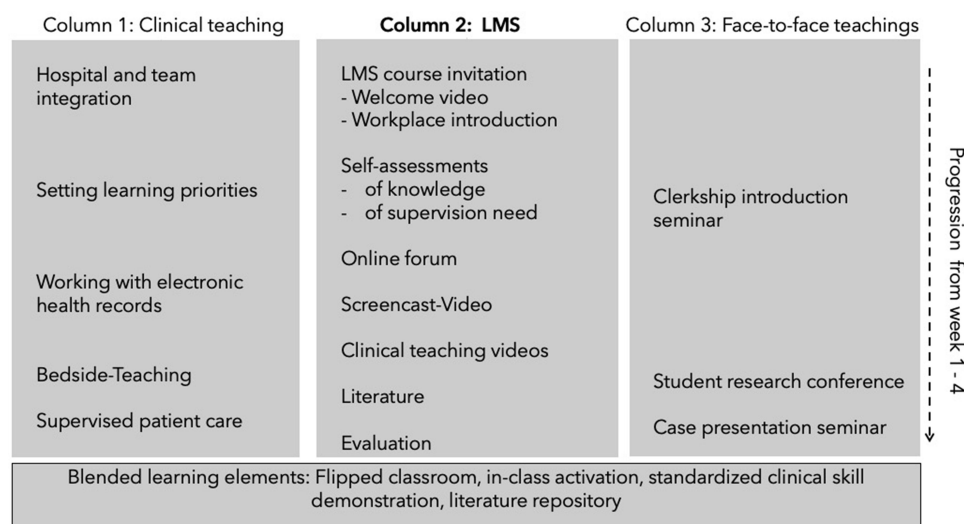 Column 1: Clinical teaching
Hospital and team
integration
Setting learning priorities
Working with electronic
health records
Bedside-Teaching
Supervised patient care
Column 2: LMS
LMS course invitation
- Welcome video
- Workplace introduction
Self-assessments
- of knowledge
- of supervision need
Online forum
Screencast-Video
Clinical teaching videos
Literature
Evaluation
Column 3: Face-to-face teachings
Clerkship introduction
seminar
Student research conference
Case presentation seminar
Progression from week 1 - 4
Blended learning elements: Flipped classroom, in-class activation, standardized clinical skill
demonstration, literature repository